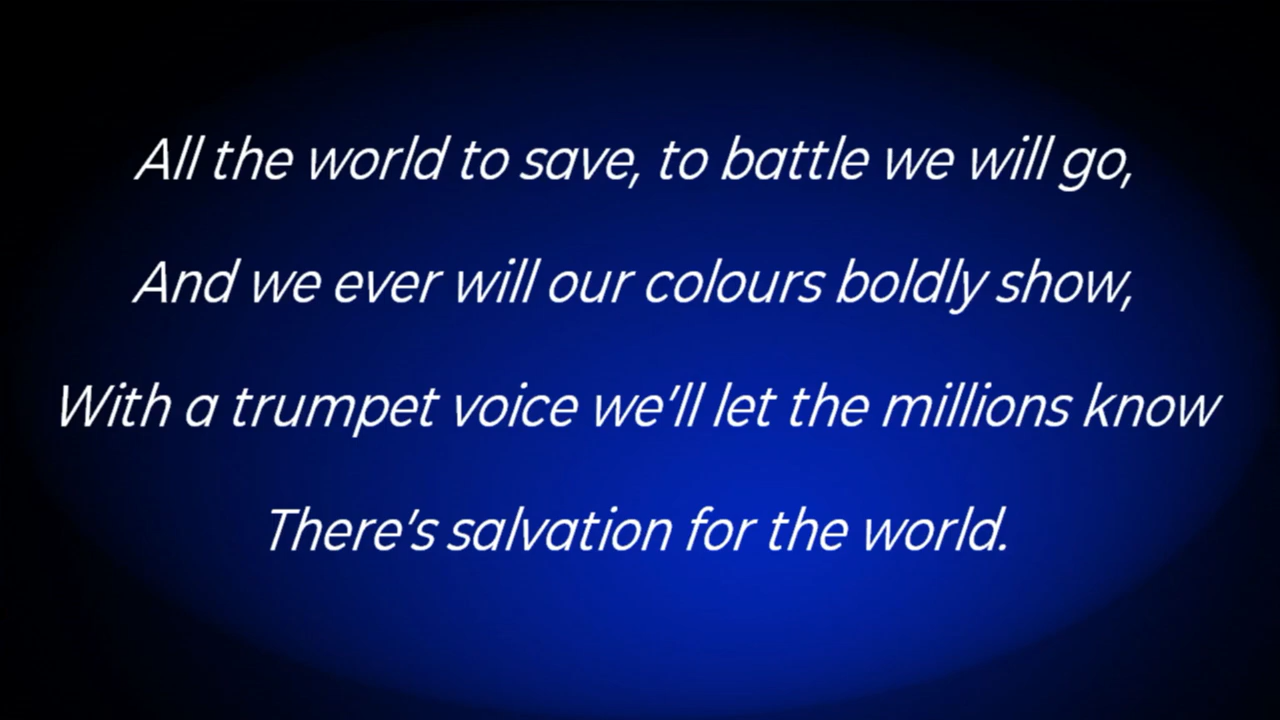 All the world to save, to battle we will go,
And we ever will our colours boldly show,
With a trumpet voice we'll let the millions know
There's salvation for the world.